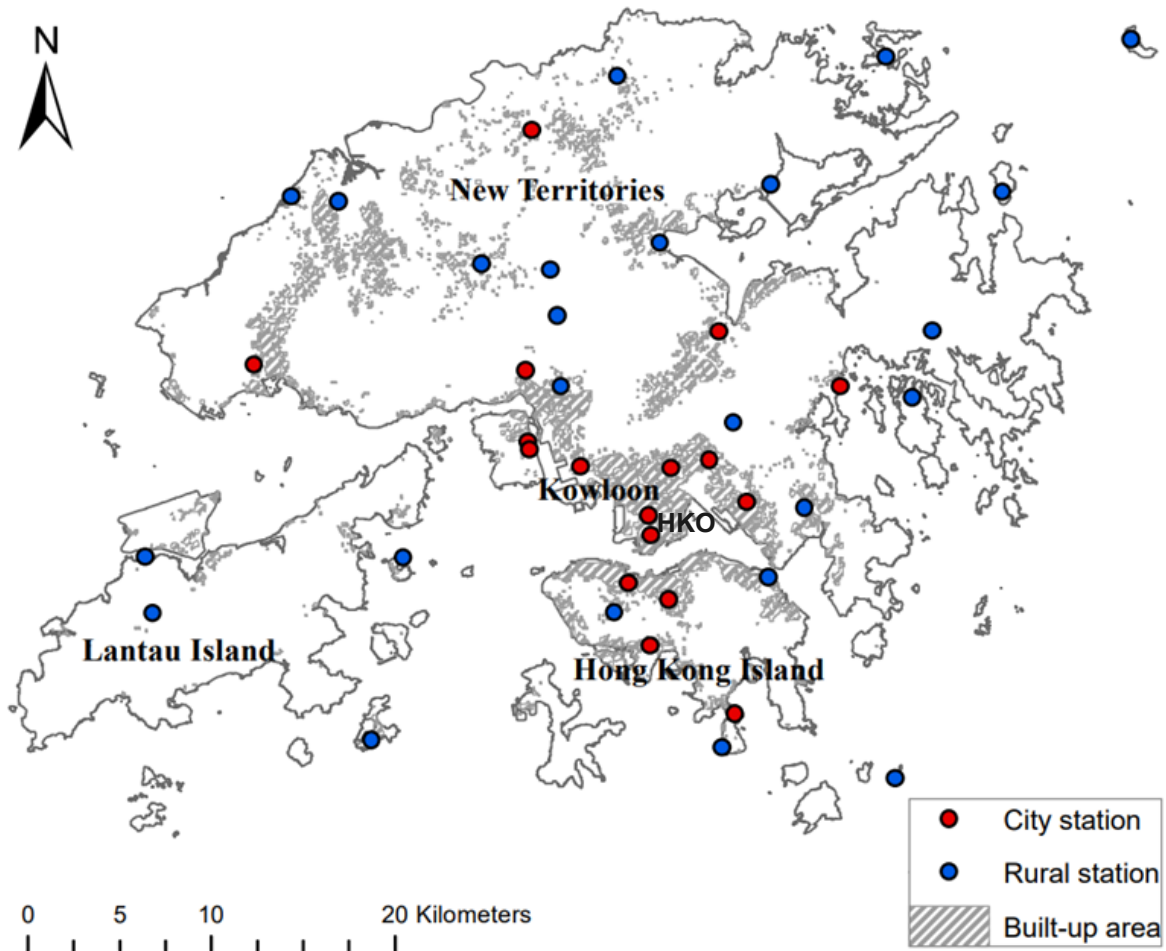 N
New Territories
Kowloon
HKO
Lantau Island
Hong Kong Island
City station
Rural station
Built-up area
0 5 10 20 Kilometers